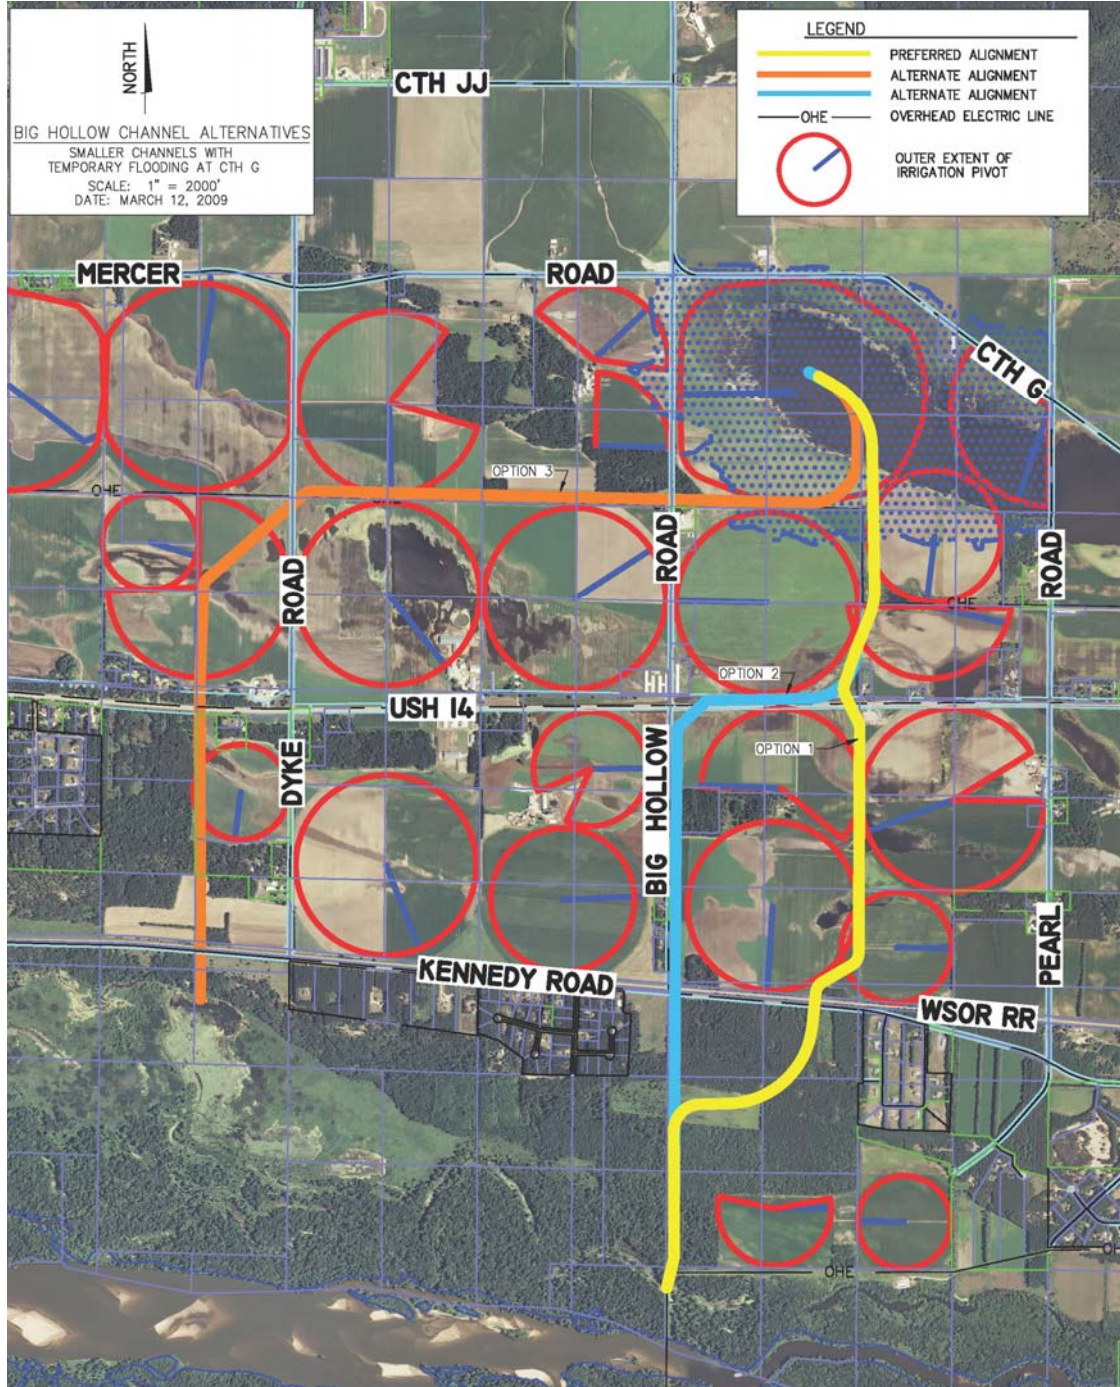 NORTH
BIG HOLLOW CHANNEL ALTERNATIVES
SMALLER CHANNELS WITH
TEMPORARY FLOODING AT CTH G
SCALE: 1" = 2000'
DATE: MARCH 12, 2009
LEGEND
PREFERRED ALIGNMENT
ALTERNATE ALIGNMENT
ALTERNATE ALIGNMENT
OHE
OVERHEAD ELECTRIC LINE
OUTER EXTENT OF
IRRIGATION PIVOT
CTH JJ
MERCER
ROAD
CTH G
OPTION 3
OHE
ROAD
ROAD
ROAD
OHE
OPTION 2
USH 14
OPTION 1
DYKE
BIG HOLLOW
PEARL
KENNEDY ROAD
WSOR RR
OHE
OHE